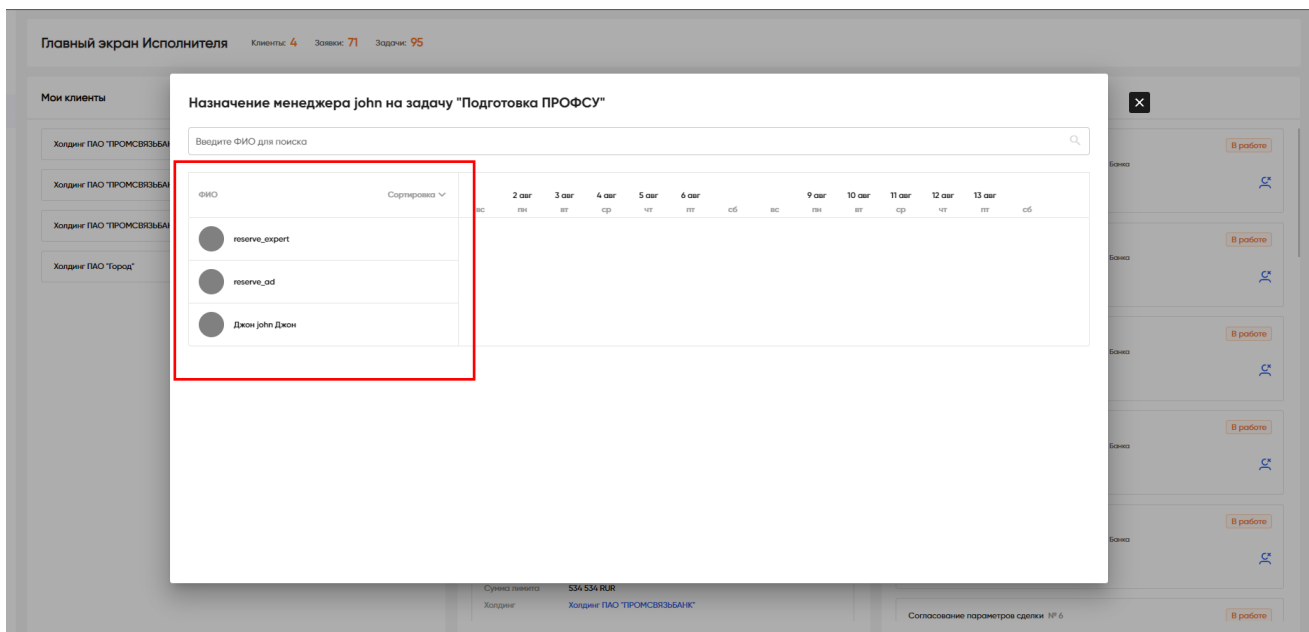 Главный экран Исполнителя Клиенты: 4 Заявки: 71 Задачи: 95
Мои клиенты
Холдинг ПАО "ПРОМСВЯЗЬБАН
Холдинг ПАО "ПРОМСВЯЗЬБАН
Холдинг ПАО "ПРОМСВЯЗЬБАН
Холдинг ПАО "Город"
Назначение менеджера john на задачу "Подготовка ПРОФСУ"
Введите ФИО для поиска
ФИО Сортировка
2 авг 3 авг 4 авг 5 авг 6 авг 9 авг 10 авг 11 авг 12 авг 13 авг
вс пн вт ср чт пт сб вс пн вт ср чт пт сб
reserve_expert
reserve_ad
Джон john Джон
В работе
Банка
В работе
Банка
В работе
Банка
В работе
Банка
В работе
Банка
Сумма лимита 534 534 RUR
Холдинг Холдинг ПАО "ПРОМСВЯЗЬБАНК"
Согласование параметров сделки № 6 В работе